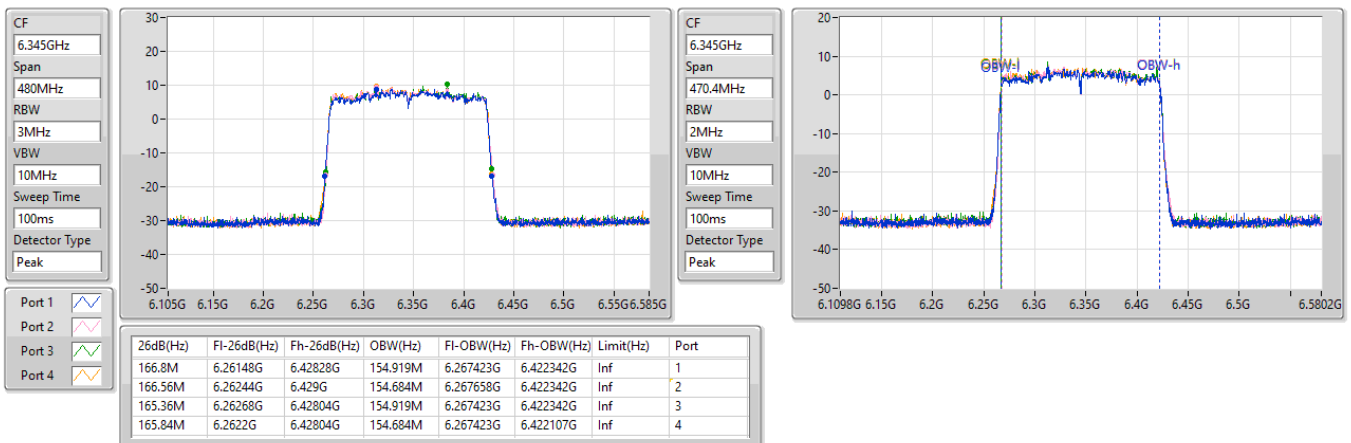 CF
6.345GHz
Span
480MHz
RBW
3MHz
VBW
10MHz
Sweep Time
100ms
Detector Type
Peak
30
20
10
0
-10
-20
-30
-40
-50
6.105G 6.15G 6.2G 6.25G 6.3G 6.35G 6.4G 6.45G 6.5G 6.55G 6.585G
CF
6.345GHz
Span
470.4MHz
RBW
2MHz
VBW
10MHz
Sweep Time
100ms
Detector Type
Peak
20
10
0
-10
-20
-30
-40
-50
OBW-l OBW-h
6.1098G 6.15G 6.2G 6.25G 6.3G 6.35G 6.4G 6.45G 6.5G 6.5802G
Port 1
Port 2
Port 3
Port 4
26dB(Hz) Fl-26dB(Hz) Fh-26dB(Hz) OBW(Hz) Fl-OBW(Hz) Fh-OBW(Hz) Limit(Hz) Port
166.8M 6.26148G 6.42828G 154.919M 6.267423G 6.422342G Inf 1
166.56M 6.26244G 6.429G 154.684M 6.267658G 6.422342G Inf 2
165.36M 6.26268G 6.42804G 154.919M 6.267423G 6.422342G Inf 3
165.84M 6.2622G 6.42804G 154.684M 6.267423G 6.422107G Inf 4